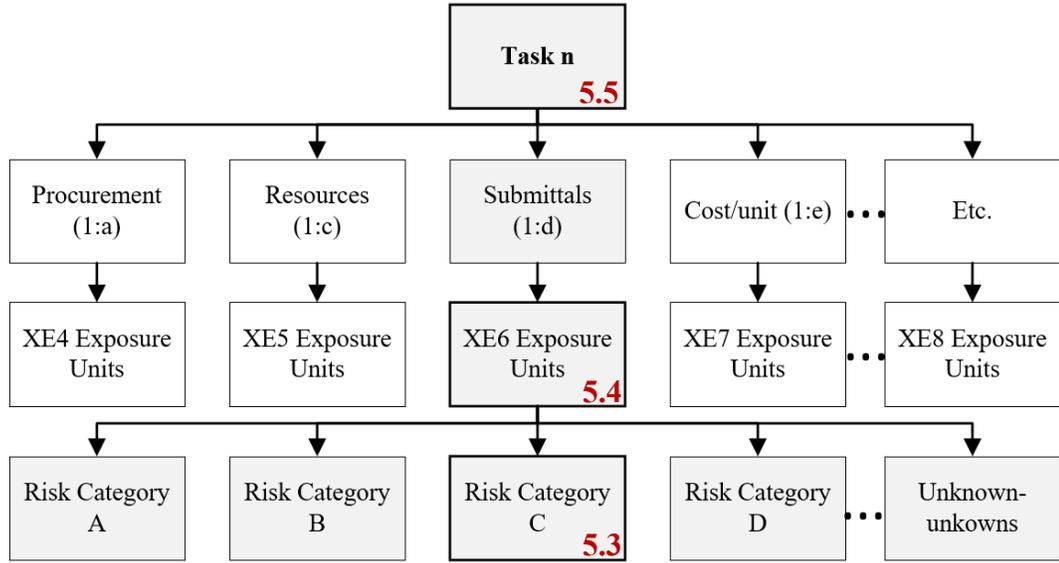 Task n
5.5
Procurement
(1:a)
Resources
(1:c)
Submittals
(1:d)
Cost/unit (1:e)
Etc.
XE4 Exposure
Units
XE5 Exposure
Units
XE6 Exposure
Units
5.4
XE7 Exposure
Units
XE8 Exposure
Units
Risk Category
A
Risk Category
B
Risk Category
C
5.3
Risk Category
D
Unknown-
unkowns